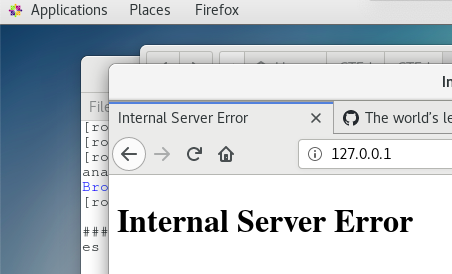 Applications Places Firefox
In
File
Internal Server Error
The world's le
[ro
[ro
[ro
ana
Bro
[ro
127.0.0.1
Internal Server Error
####
es